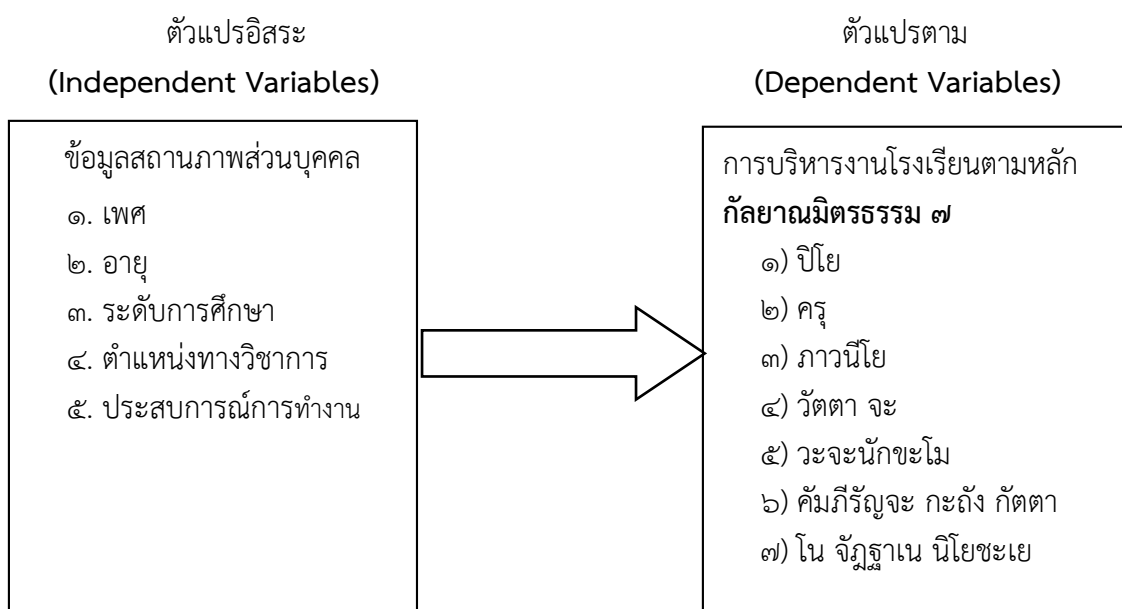 ตัวแปรอิสระ
(Independent Variables)
ข้อมูลสถานภาพส่วนบุคคล
๑. เพศ
๒. อายุ
๓. ระดับการศึกษา
๔. ตำแหน่งทางวิชาการ
๕. ประสบการณ์การทำงาน
ตัวแปรตาม
(Dependent Variables)
การบริหารงานโรงเรียนตามหลัก
กัลยาณมิตรธรรม ๗
๑) ปิโย
๒) ครุ
๓) ภาวนีโย
๔) วัตตา จะ
๕) วะจะนักขะโม
๖) คัมภีรัญจะ กะถัง กัตตา
๗) โน จัฏฐาเน นิโยชะเย